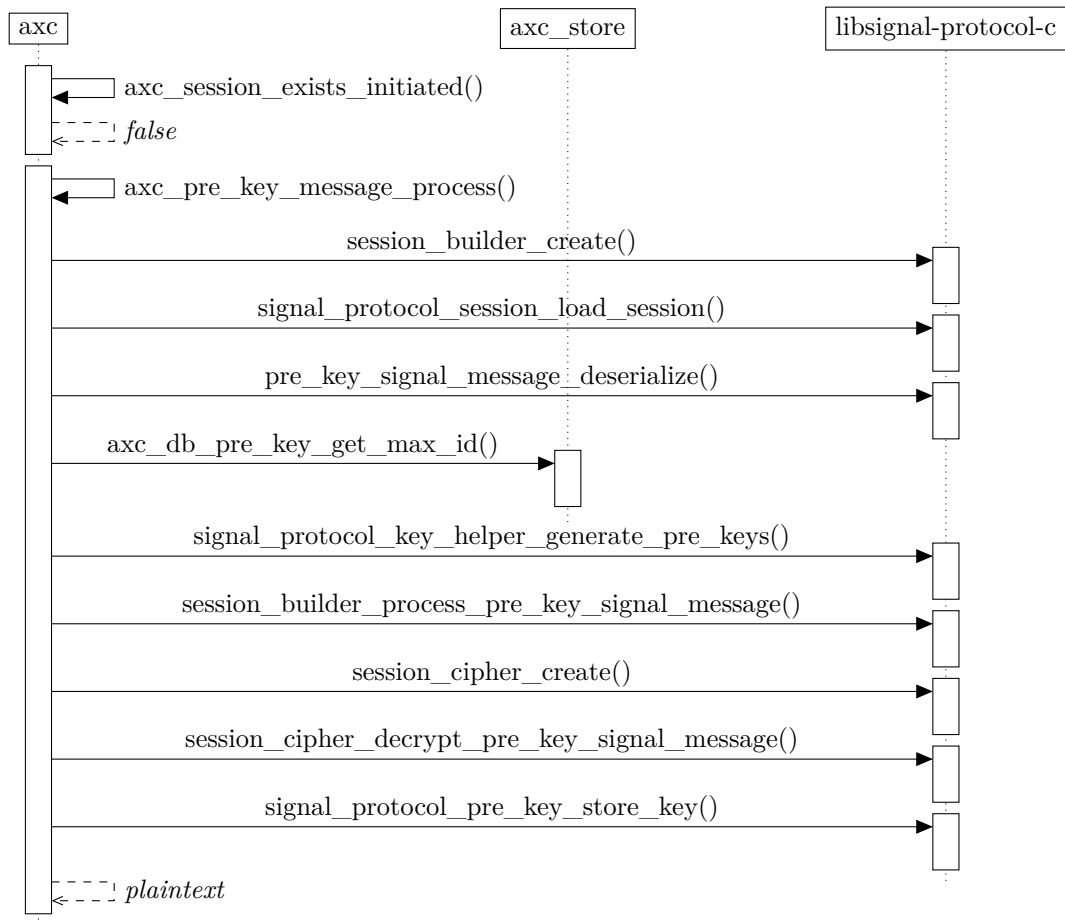 axc
axc_store
libsignal-protocol-c
axc_session_exists_initiated()
false
axc_pre_key_message_process()
session_builder_create()
signal_protocol_session_load_session()
pre_key_signal_message_deserialize()
axc_db_pre_key_get_max_id()
signal_protocol_key_helper_generate_pre_keys()
session_builder_process_pre_key_signal_message()
session_cipher_create()
session_cipher_decrypt_pre_key_signal_message()
signal_protocol_pre_key_store_key()
plaintext